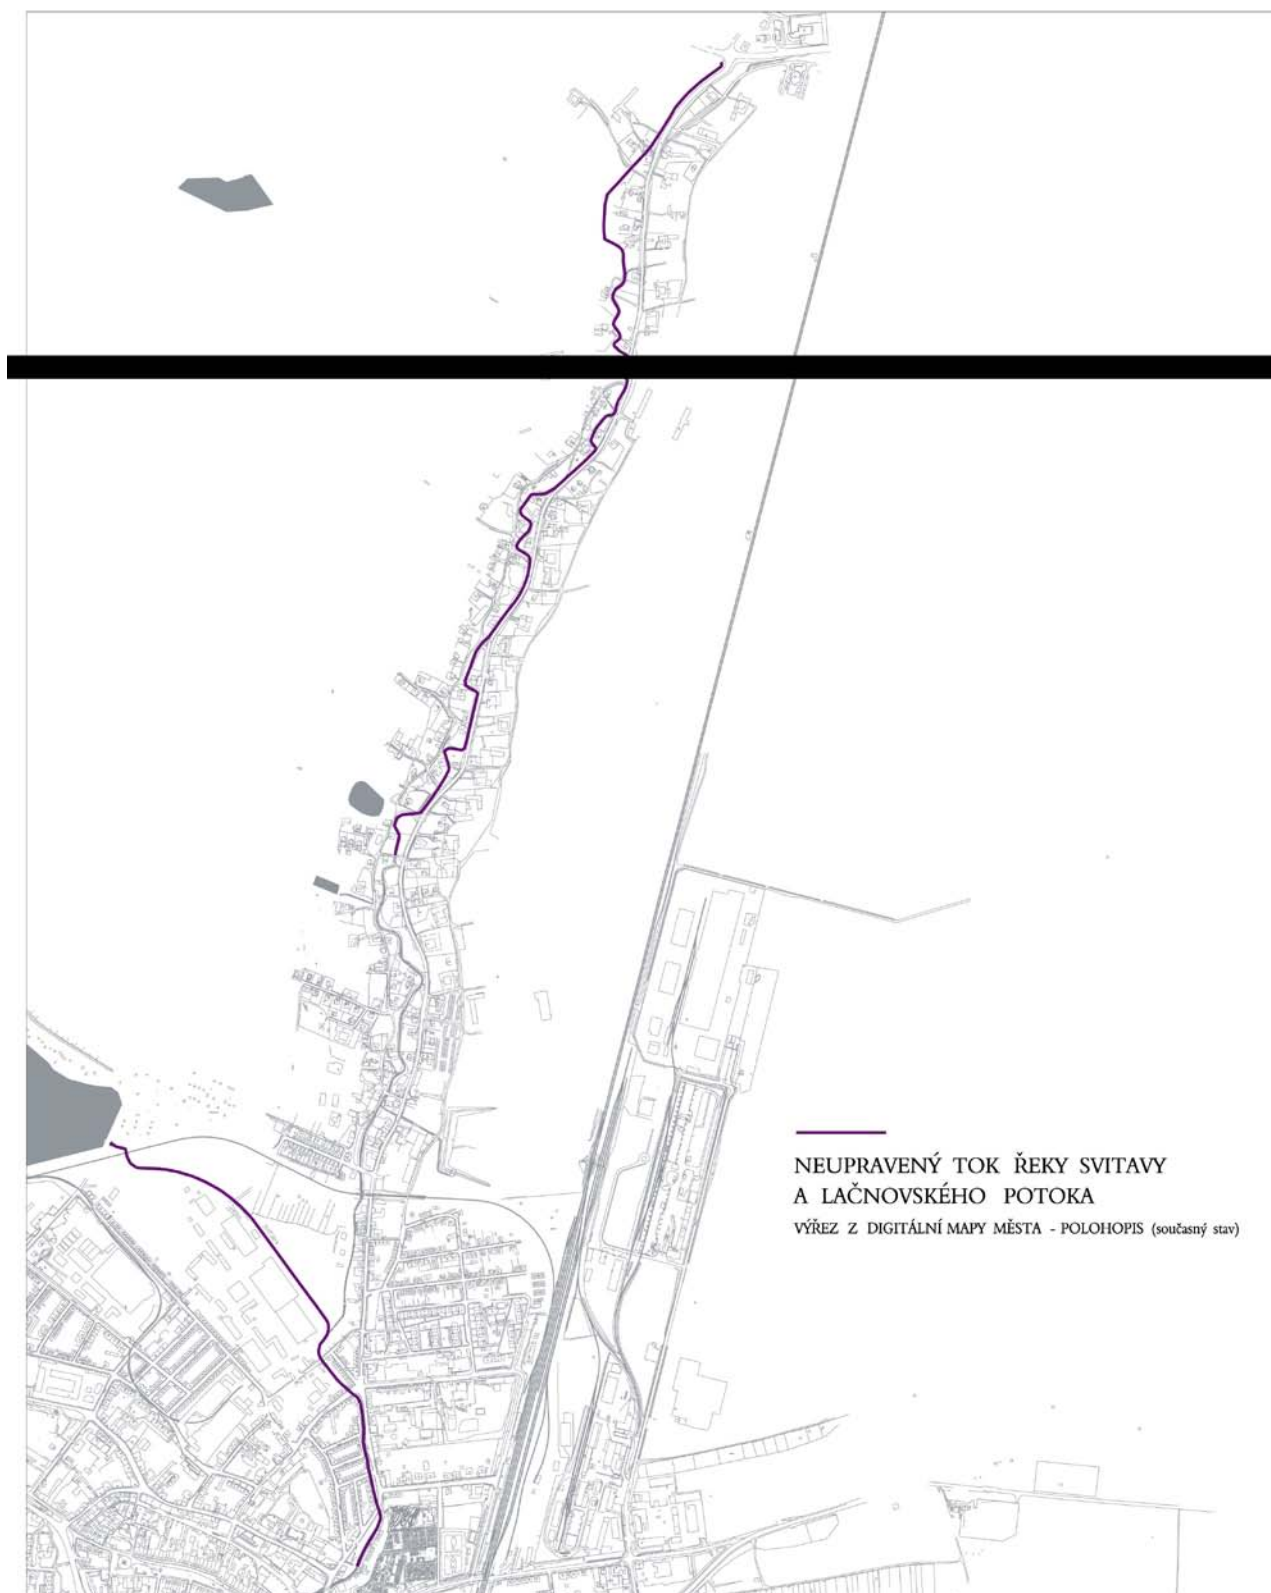 NEUPRAVENÝ TOK ŘEKY SVITAVY
A LAČNOVSKÉHO POTOKA
VÝŘEZ Z DIGITÁLNÍ MAPY MĚSTA - POLOHOPIS (současný stav)